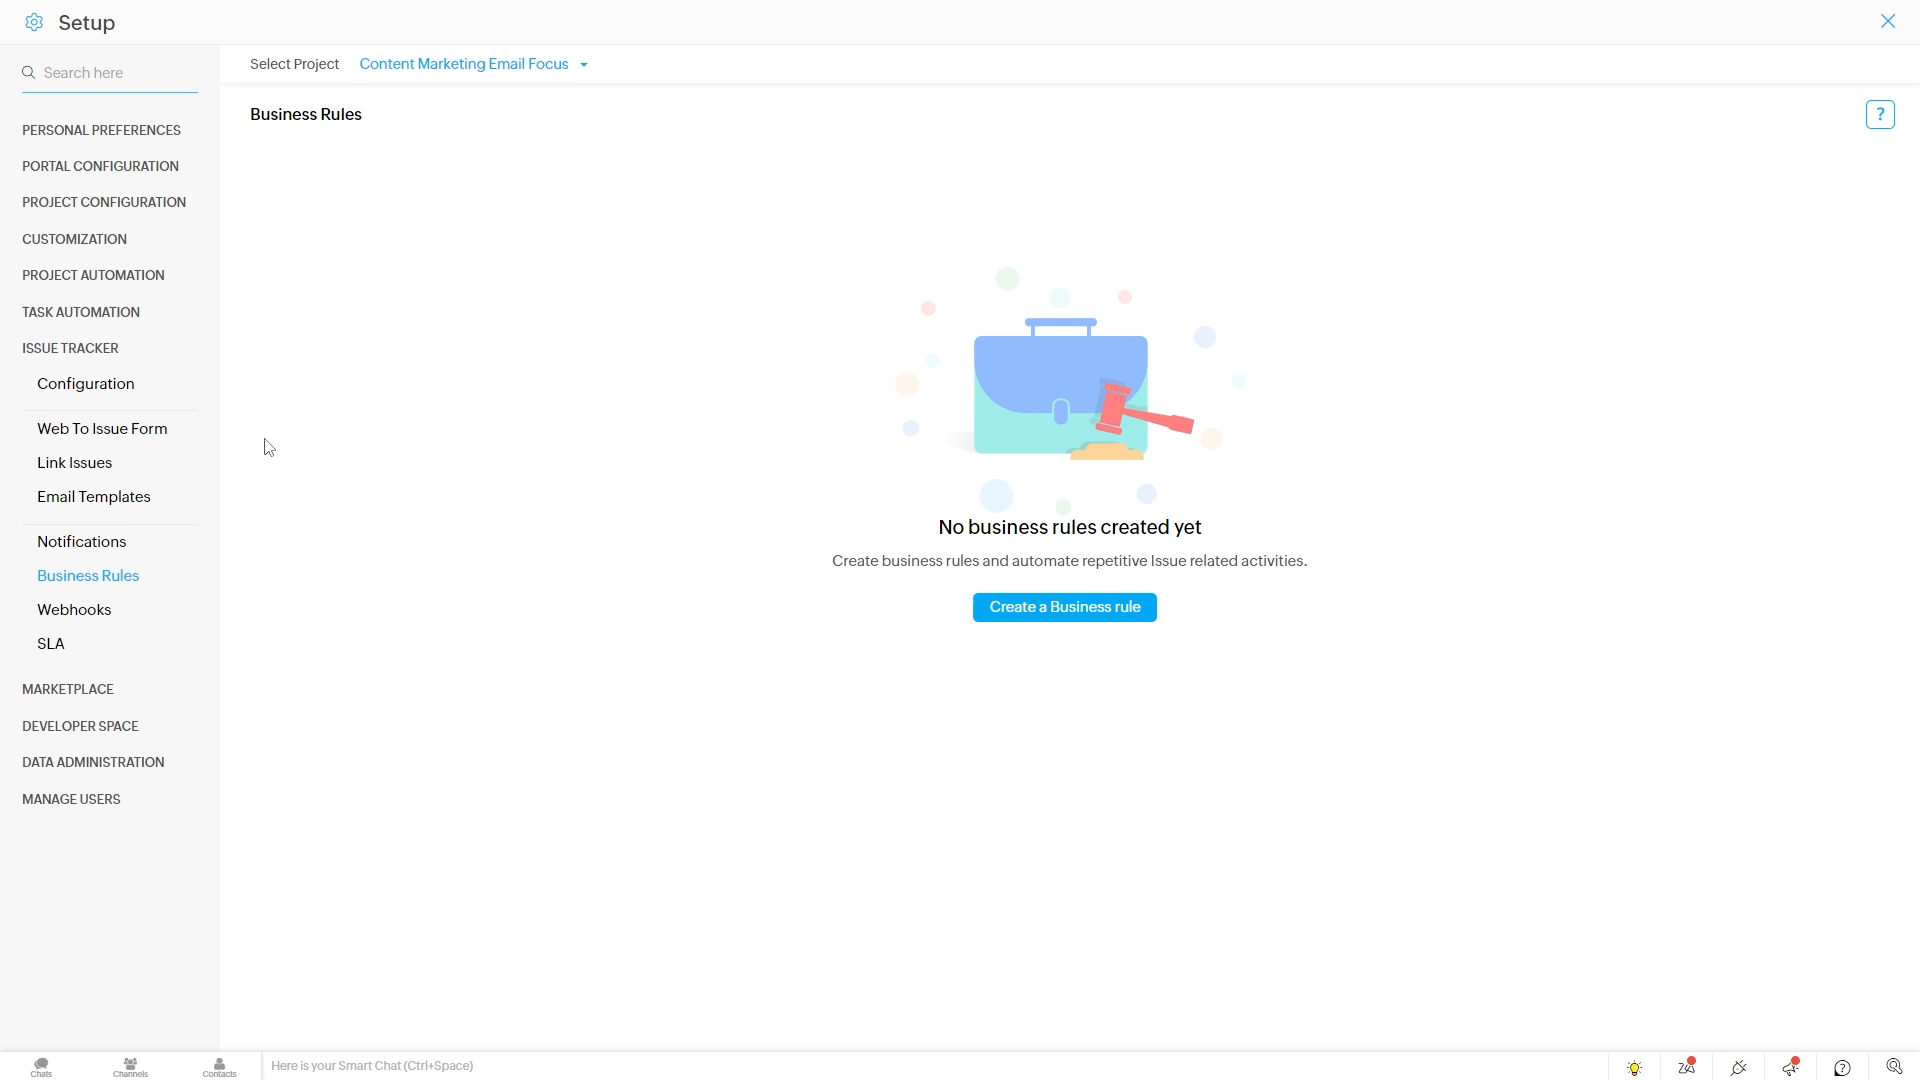 Setup
Search here
Select Project Content Marketing Email Focus
Business Rules
?
PERSONAL PREFERENCES
PORTAL CONFIGURATION
PROJECT CONFIGURATION
CUSTOMIZATION
PROJECT AUTOMATION
TASK AUTOMATION
ISSUE TRACKER
Configuration
Web To Issue Form
Link Issues
Email Templates
Notifications
Business Rules
Webhooks
SLA
MARKETPLACE
DEVELOPER SPACE
DATA ADMINISTRATION
MANAGE USERS
No business rules created yet
Create business rules and automate repetitive Issue related activities.
Create a Business rule
Chats
Channels
Contacts
Here is your Smart Chat (Ctrl+Space)